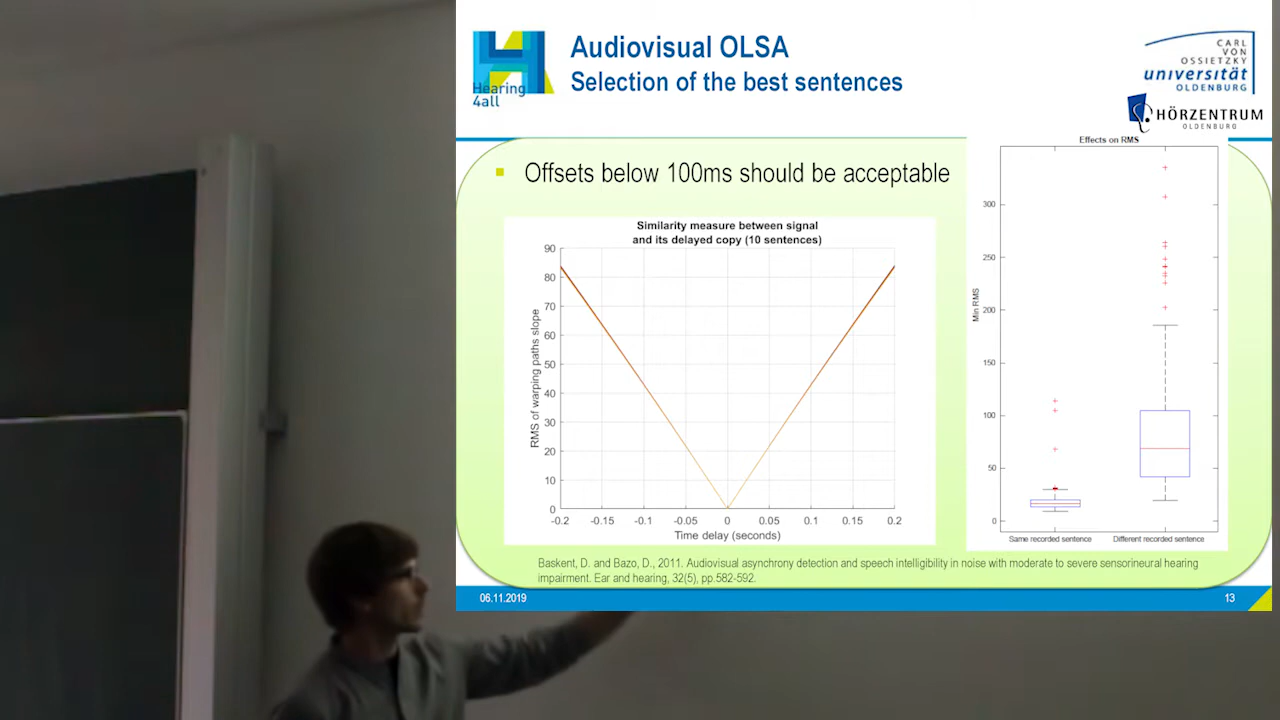 Hearing
4all
Audiovisual OLSA
Selection of the best sentences
CARL
VON
OSSIETZKY
universität
OLDENBURG
HÖRZENTRUM
OLDENBURG
Offsets below 100ms should be acceptable
Similarity measure between signal
and its delayed copy (10 sentences)
RMS of warping paths slope
90
80
70
60
50
40
30
20
10
0
-0.2 -0.15 -0.1 -0.05 0 0.05 0.1 0.15 0.2
Time delay (seconds)
Effects on RMS
Min RMS
300
250
200
150
100
50
0
Same recorded sentence Different recorded sentence
Baskent, D. and Bazo, D., 2011. Audiovisual asynchrony detection and speech intelligibility in noise with moderate to severe sensorineural hearing
impairment. Ear and hearing, 32(5), pp.582-592.
06.11.2019 13